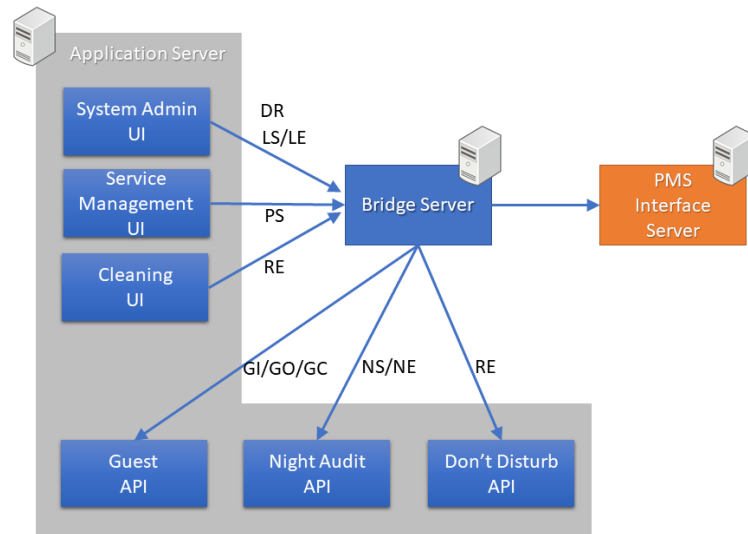 Application Server
System Admin
UI
DR
LS/LE
Service
Management
UI
PS
Bridge Server
PMS
Interface
Server
Cleaning
UI
RE
GI/GO/GC
NS/NE
RE
Guest
API
Night Audit
API
Don't Disturb
API